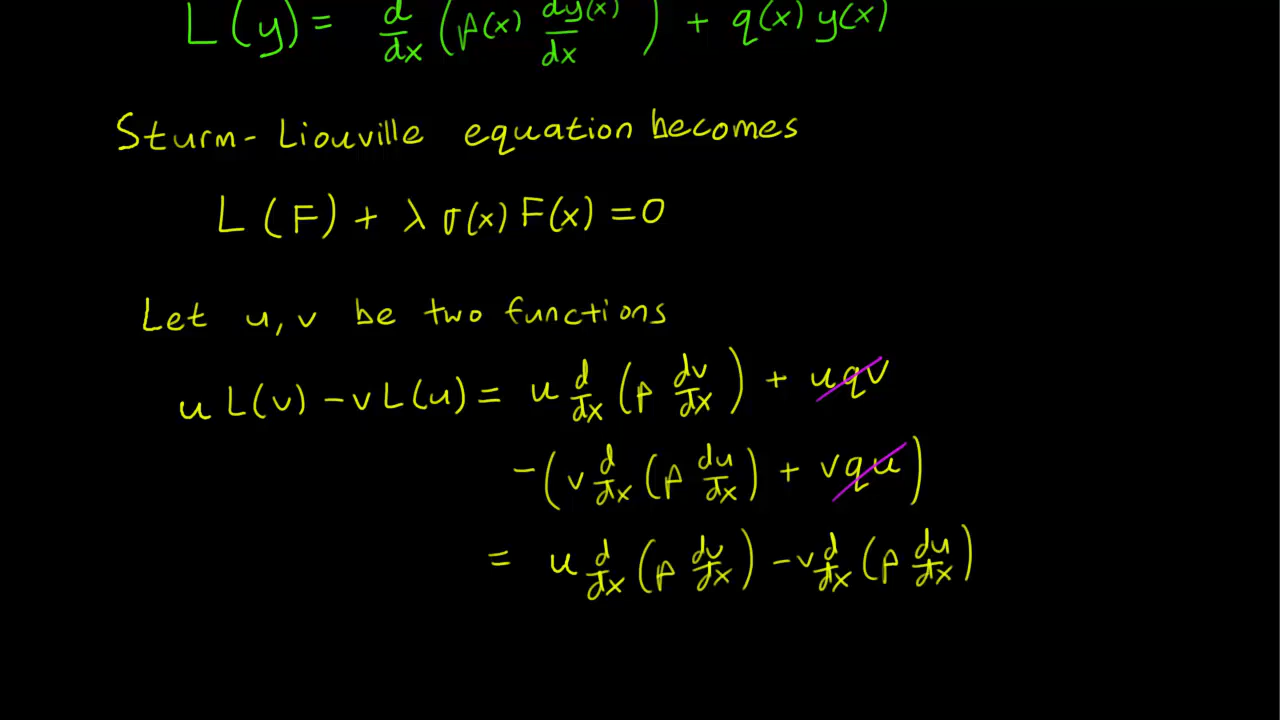 L(y) = d/dx (p(x) dy(x)/dx) + q(x) y(x)
Sturm-Liouville equation becomes
L(F) + λ σ(x) F(x) = 0
Let u, v be two functions
u L(v) - v L(u) = u d/dx (p dv/dx) + uqv
- (v d/dx (p du/dx) + vqu)
= u d/dx (p dv/dx) - v d/dx (p du/dx)